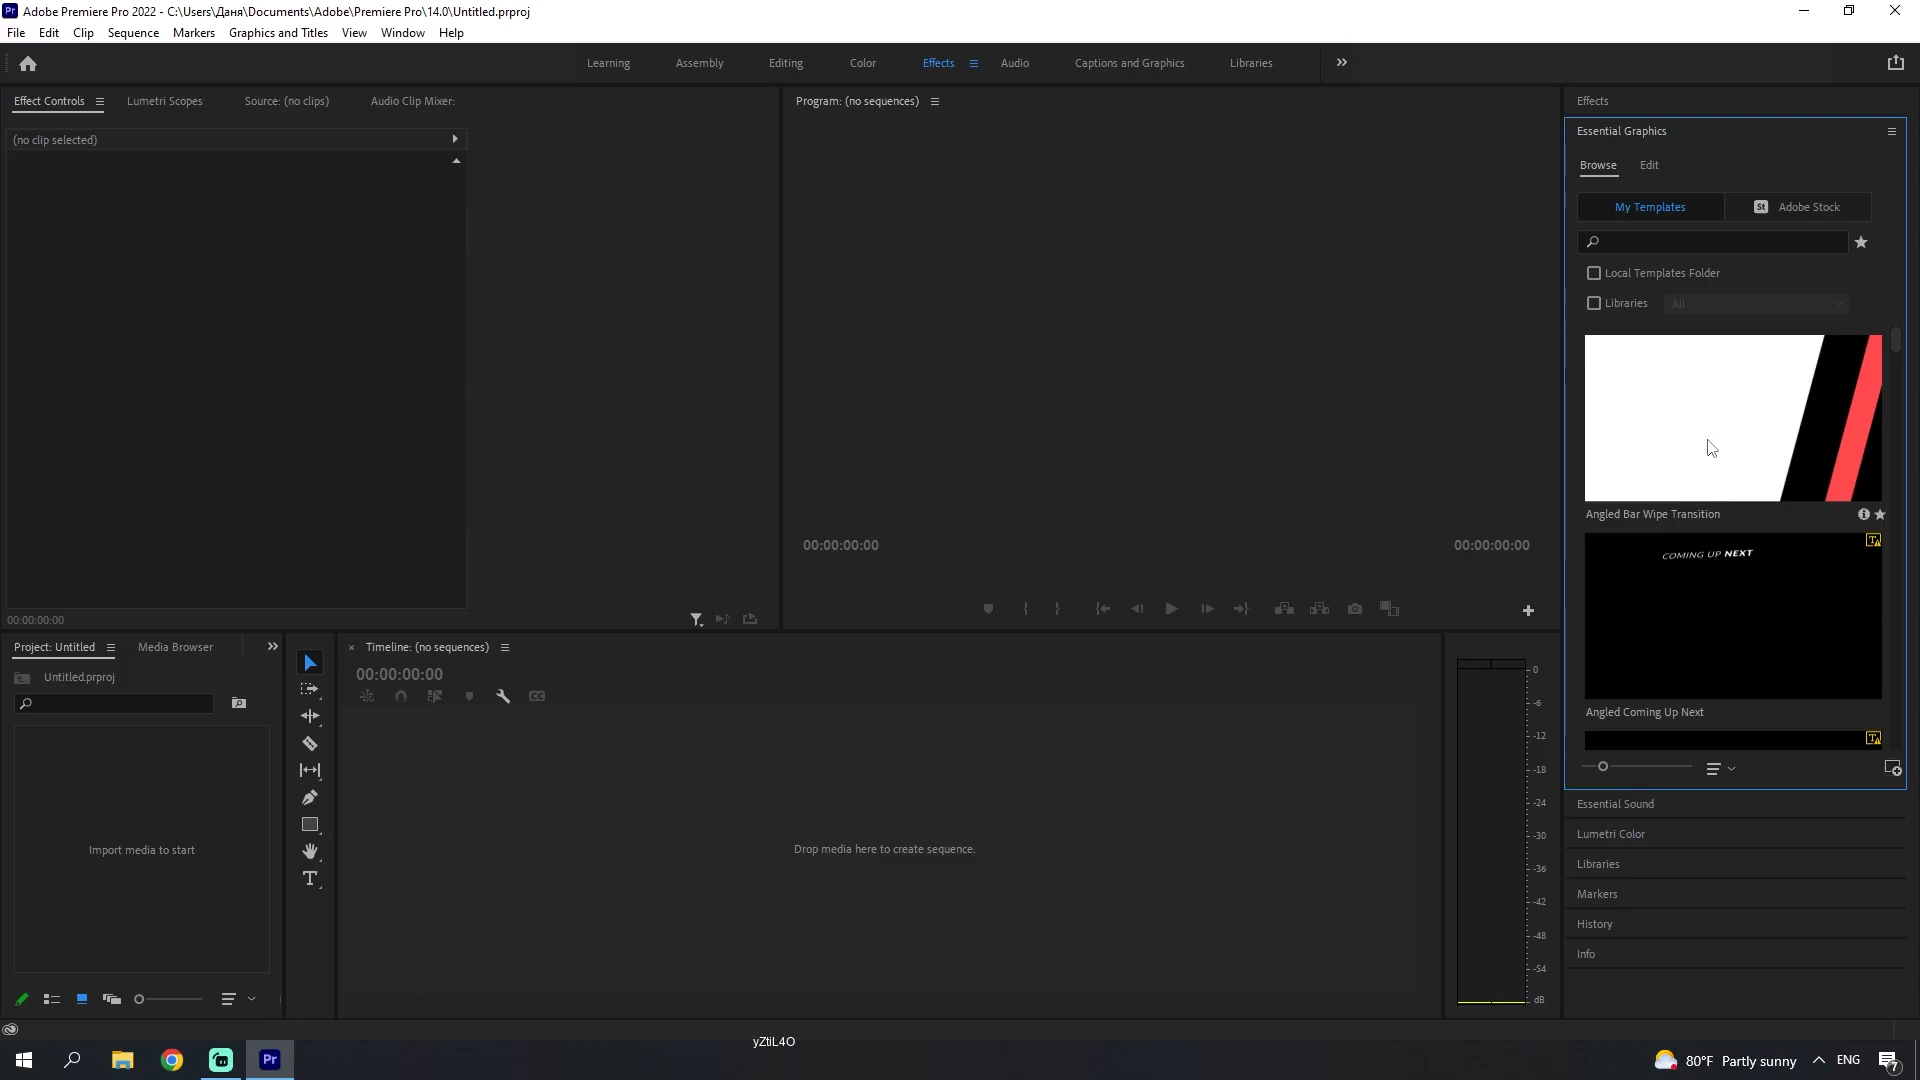 Pr Adobe Premiere Pro 2022 - C:\Users\Даня\Documents\Adobe\Premiere Pro\14.0\Untitled.prproj
File Edit Clip Sequence Markers Graphics and Titles View Window Help
Learning Assembly Editing Color Effects Audio Captions and Graphics Libraries
Effect Controls Lumetri Scopes Source: (no clips) Audio Clip Mixer:
(no clip selected)
00:00:00:00
Program: (no sequences)
00:00:00:00 00:00:00:00
Effects
Essential Graphics
Browse Edit
My Templates St Adobe Stock
Local Templates Folder
Libraries All
Angled Bar Wipe Transition
COMING UP NEXT
Angled Coming Up Next
Essential Sound
Lumetri Color
Libraries
Markers
History
Info
Project: Untitled Media Browser
Untitled.prproj
Import media to start
Timeline: (no sequences)
00:00:00:00
CC
Drop media here to create sequence.
0
-6
-12
-18
-24
-30
-36
-42
-48
-54
dB
yZtiL4O
Pr
80°F Partly sunny ENG 7